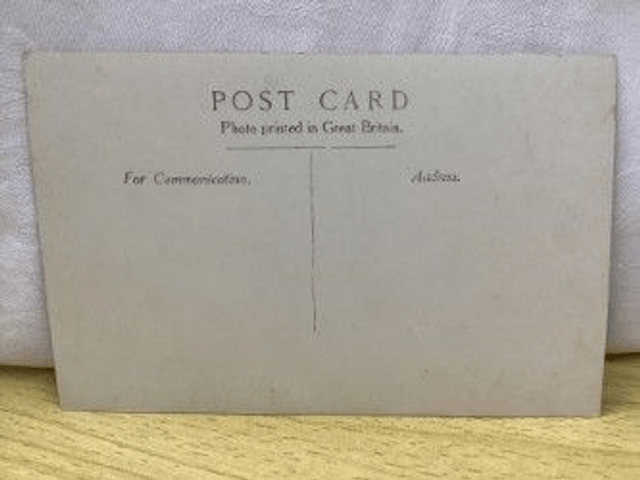 POST CARD
Photo printed in Great Britain.
For Communication.
Address.